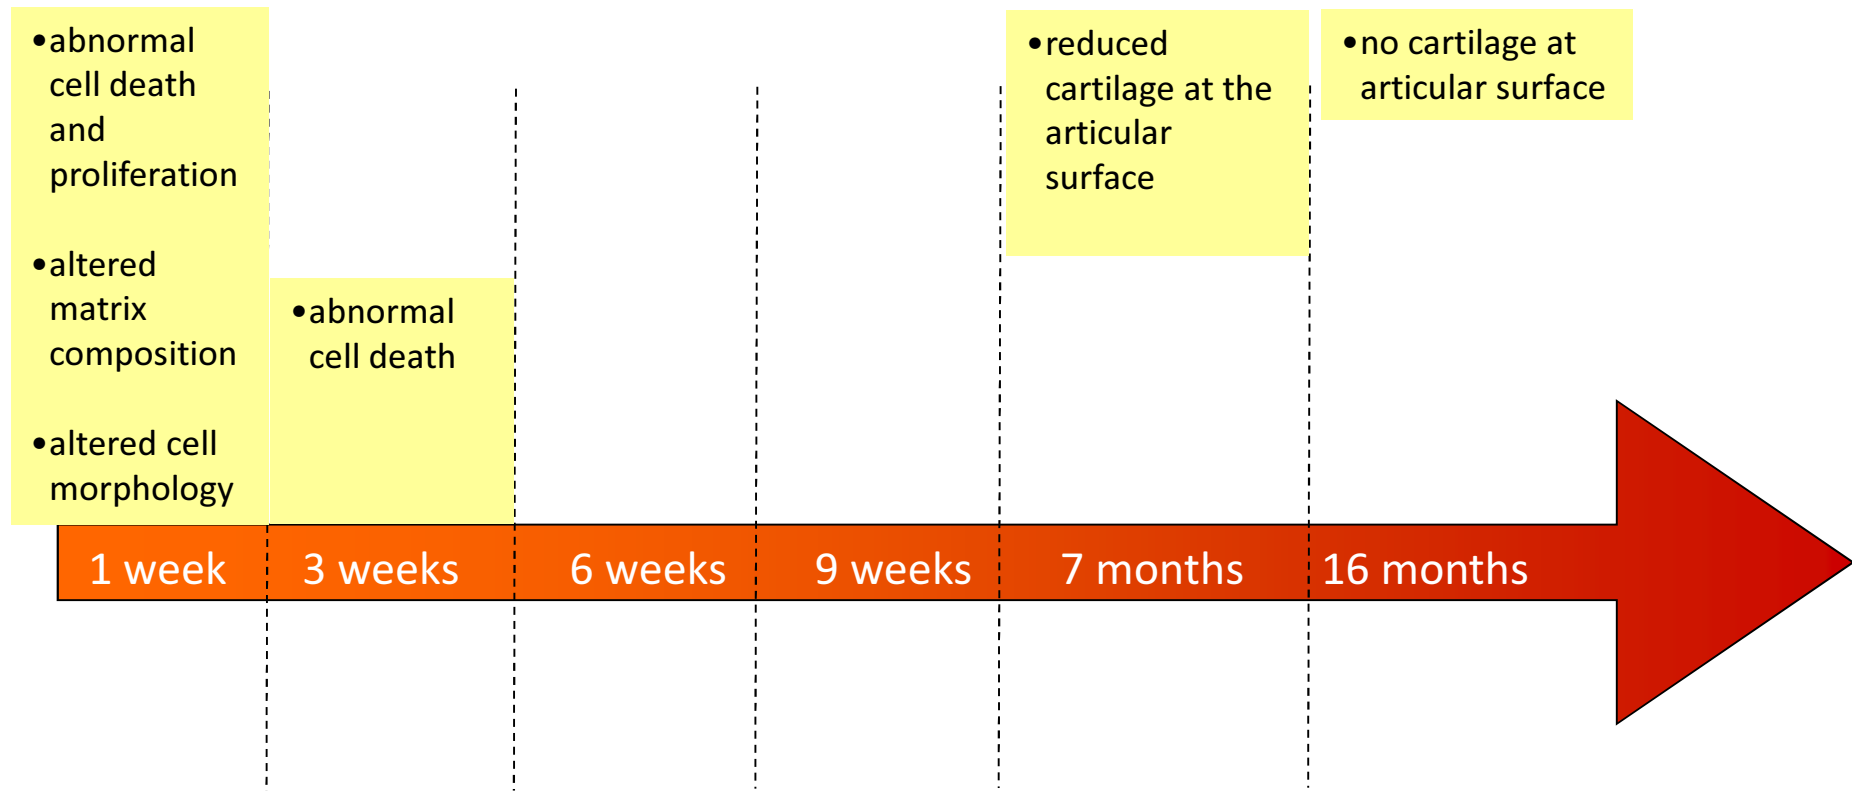 •abnormal
cell death
and
proliferation
•altered
matrix
composition
•altered cell
morphology
•abnormal
cell death
•reduced
cartilage at the
articular
surface
•no cartilage at
articular surface
1 week
3 weeks
6 weeks
9 weeks
7 months
16 months